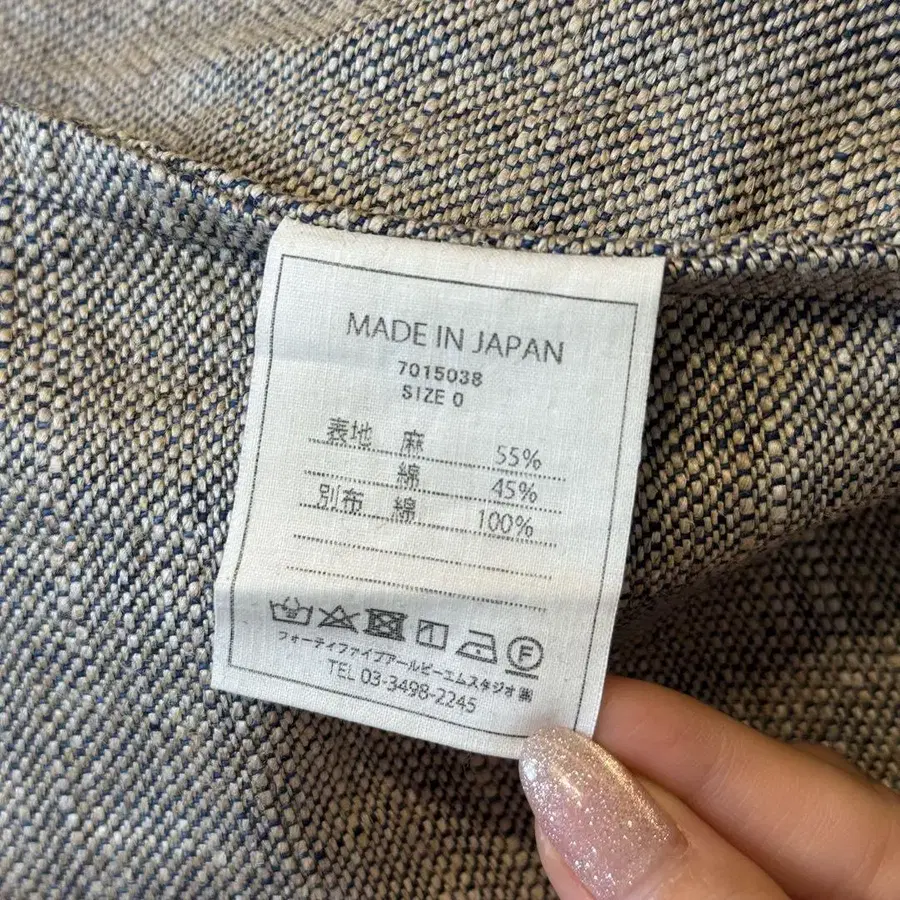 MADE IN JAPAN
7015038
SIZE 0
表地 麻 55%
綿 45%
別布 綿 100%
F
フォーティファイブアールピーエムスタジオ㈱
TEL 03-3498-2245